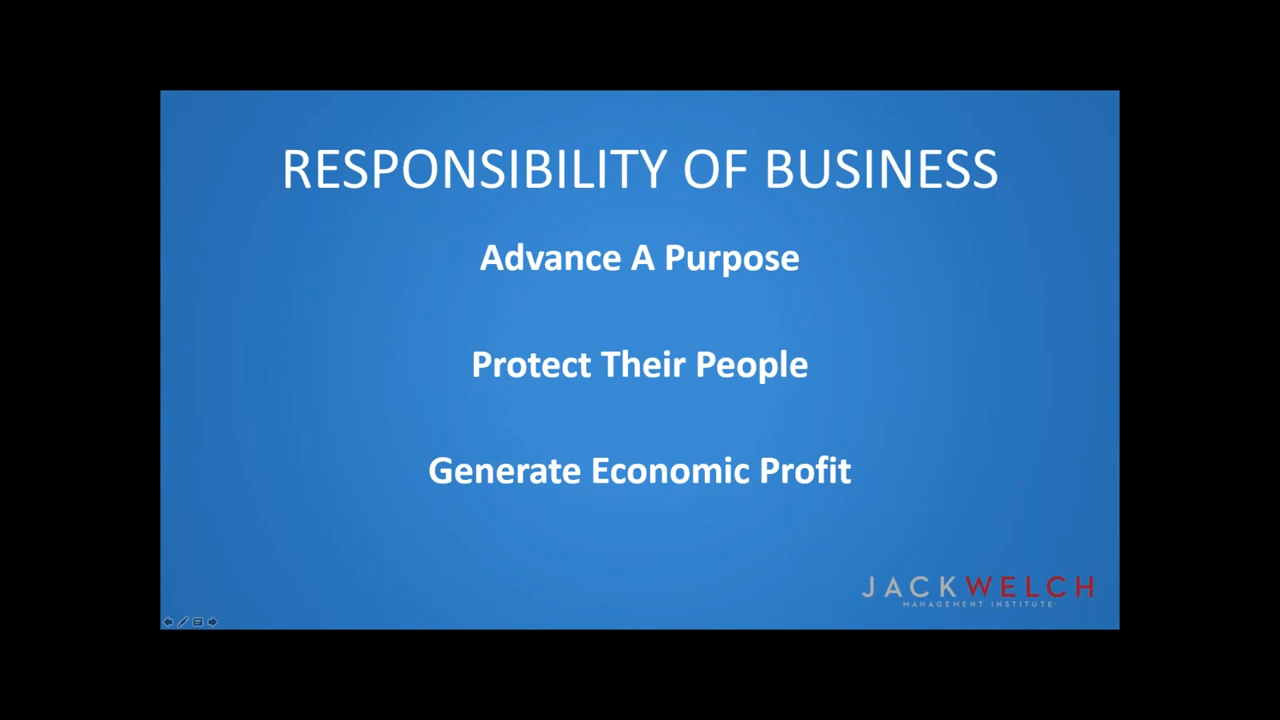 RESPONSIBILITY OF BUSINESS
Advance A Purpose
Protect Their People
Generate Economic Profit
JACKWELCH
MANAGEMENT INSTITUTE